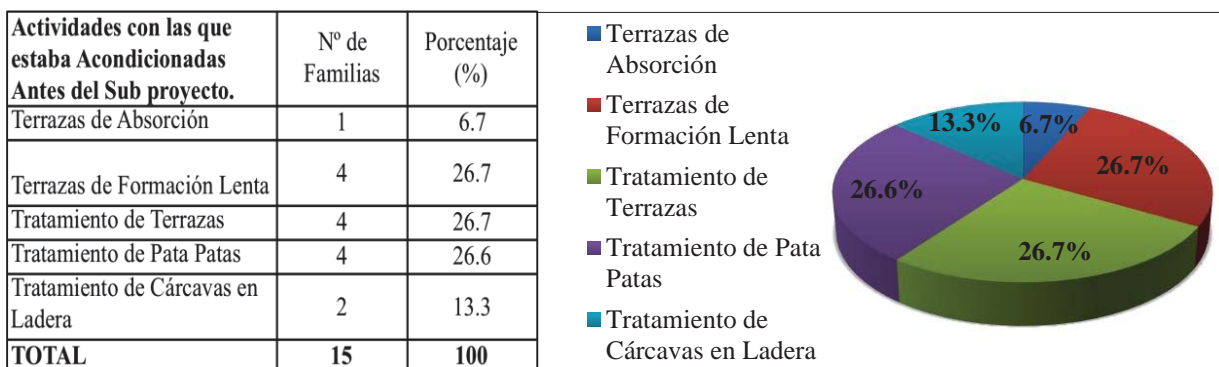 Actividades con las que
estaba Acondicionadas
Antes del Sub proyecto.
Nº de
Familias
Porcentaje
(%)
Terrazas de Absorción 1 6.7
Terrazas de Formación Lenta 4 26.7
Tratamiento de Terrazas 4 26.7
Tratamiento de Pata Patas 4 26.6
Tratamiento de Cárcavas en
Ladera 2 13.3
TOTAL 15 100
Terrazas de
Absorción
Terrazas de
Formación Lenta
Tratamiento de
Terrazas
Tratamiento de Pata
Patas
Tratamiento de
Cárcavas en Ladera
13.3% 6.7%
26.7%
26.6%
26.7%